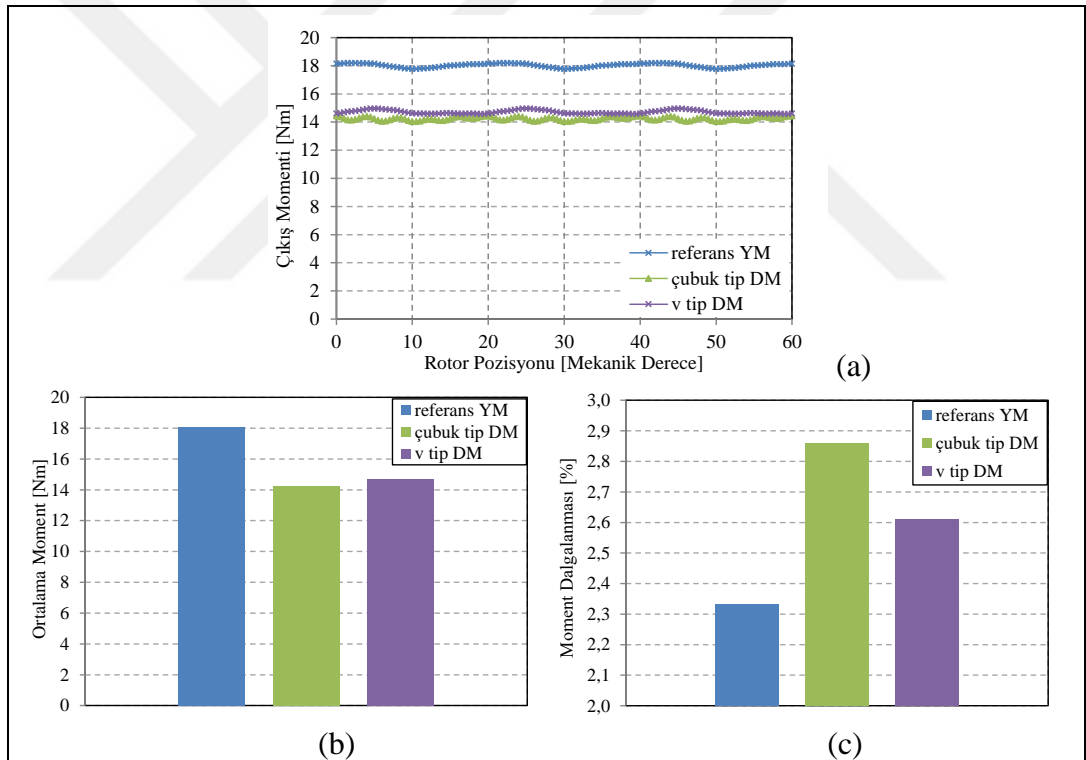 20
18
16
14
12
10
8
6
4
2
0
Çıkış Momenti [Nm]
referans YM
çubuk tip DM
v tip DM
0 10 20 30 40 50 60
Rotor Pozisyonu [Mekanik Derece]
(a)
20
18
16
14
12
10
8
6
4
2
0
Ortalama Moment [Nm]
referans YM
çubuk tip DM
v tip DM
(b)
3,0
2,9
2,8
2,7
2,6
2,5
2,4
2,3
2,2
2,1
2,0
Moment Dalgalanması [%]
referans YM
çubuk tip DM
v tip DM
(c)